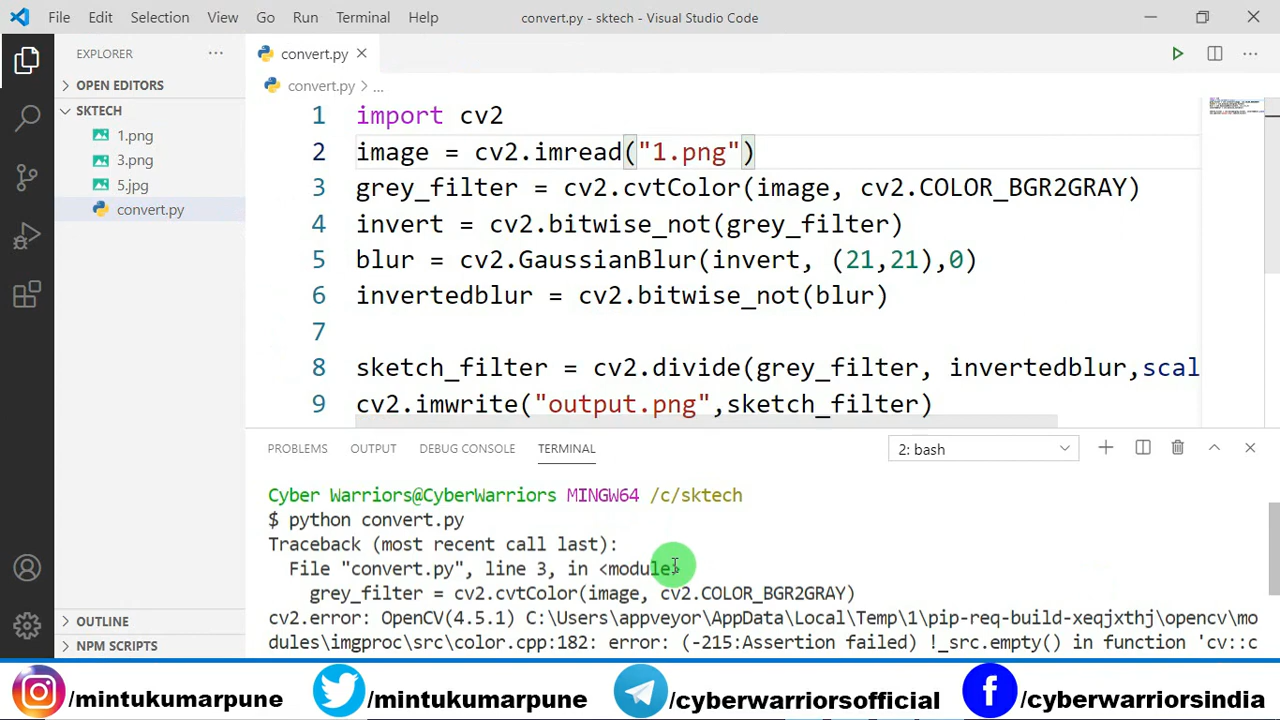 File Edit Selection View Go Run Terminal Help convert.py - sktech - Visual Studio Code
EXPLORER
OPEN EDITORS
SKTECH
1.png
3.png
5.jpg
convert.py
OUTLINE
NPM SCRIPTS
convert.py
convert.py > ...
1 import cv2
2 image = cv2.imread("1.png")
3 grey_filter = cv2.cvtColor(image, cv2.COLOR_BGR2GRAY)
4 invert = cv2.bitwise_not(grey_filter)
5 blur = cv2.GaussianBlur(invert, (21,21),0)
6 invertedblur = cv2.bitwise_not(blur)
7
8 sketch_filter = cv2.divide(grey_filter, invertedblur,scal
9 cv2.imwrite("output.png",sketch_filter)
PROBLEMS OUTPUT DEBUG CONSOLE TERMINAL 2: bash
Cyber Warriors@CyberWarriors MINGW64 /c/sktech
$ python convert.py
Traceback (most recent call last):
File "convert.py", line 3, in <module>
grey_filter = cv2.cvtColor(image, cv2.COLOR_BGR2GRAY)
cv2.error: OpenCV(4.5.1) C:\Users\appveyor\AppData\Local\Temp\1\pip-req-build-xeqjxthj\opencv\mo
dules\imgproc\src\color.cpp:182: error: (-215:Assertion failed) !_src.empty() in function 'cv::c
/mintukumarpune /mintukumarpune /cyberwarriorsofficial /cyberwarriorsindia